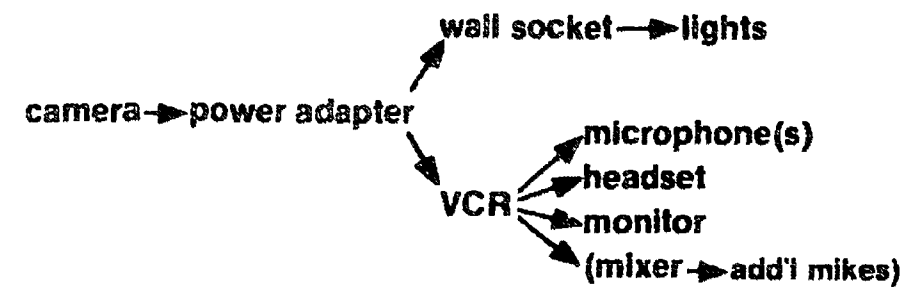 wall socket → lights
camera → power adapter
microphone(s)
headset
VCR
monitor
(mixer → add'l mikes)